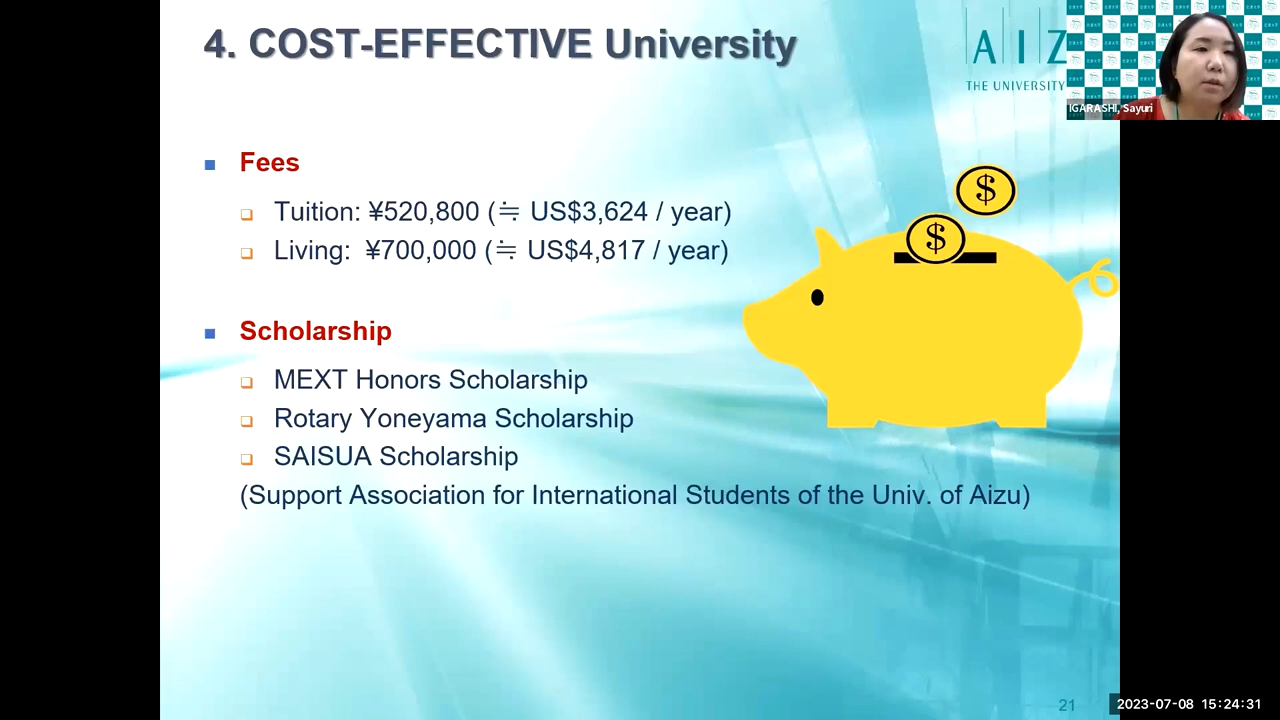 4. COST-EFFECTIVE University
AIZ
THE UNIVERSITY
IGARASHI, Sayuri
Fees
Tuition: ¥520,800 (≒ US$3,624 / year)
Living: ¥700,000 (≒ US$4,817 / year)
$
$
Scholarship
MEXT Honors Scholarship
Rotary Yoneyama Scholarship
SAISUA Scholarship
(Support Association for International Students of the Univ. of Aizu)
21
2023-07-08 15:24:31